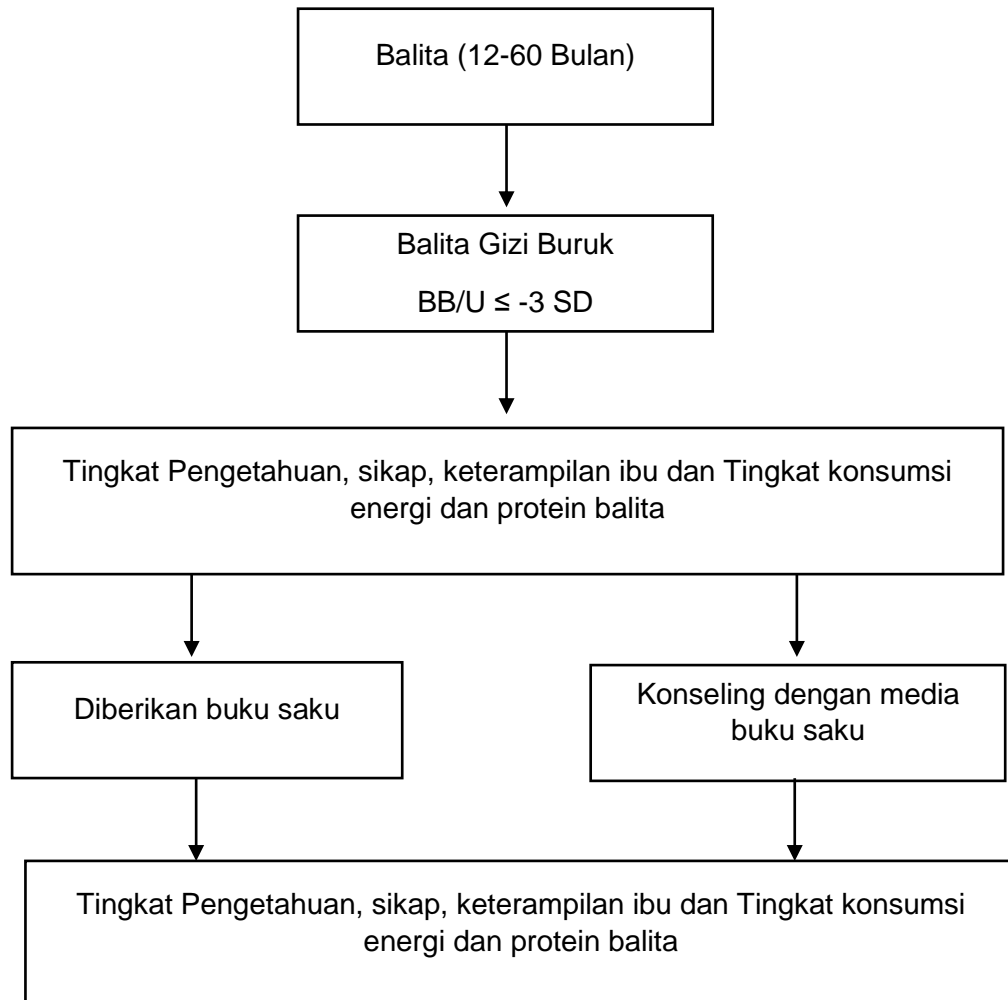 Balita (12-60 Bulan)
Balita Gizi Buruk
BB/U ≤ -3 SD
Tingkat Pengetahuan, sikap, keterampilan ibu dan Tingkat konsumsi
energi dan protein balita
Diberikan buku saku
Konseling dengan media
buku saku
Tingkat Pengetahuan, sikap, keterampilan ibu dan Tingkat konsumsi
energi dan protein balita